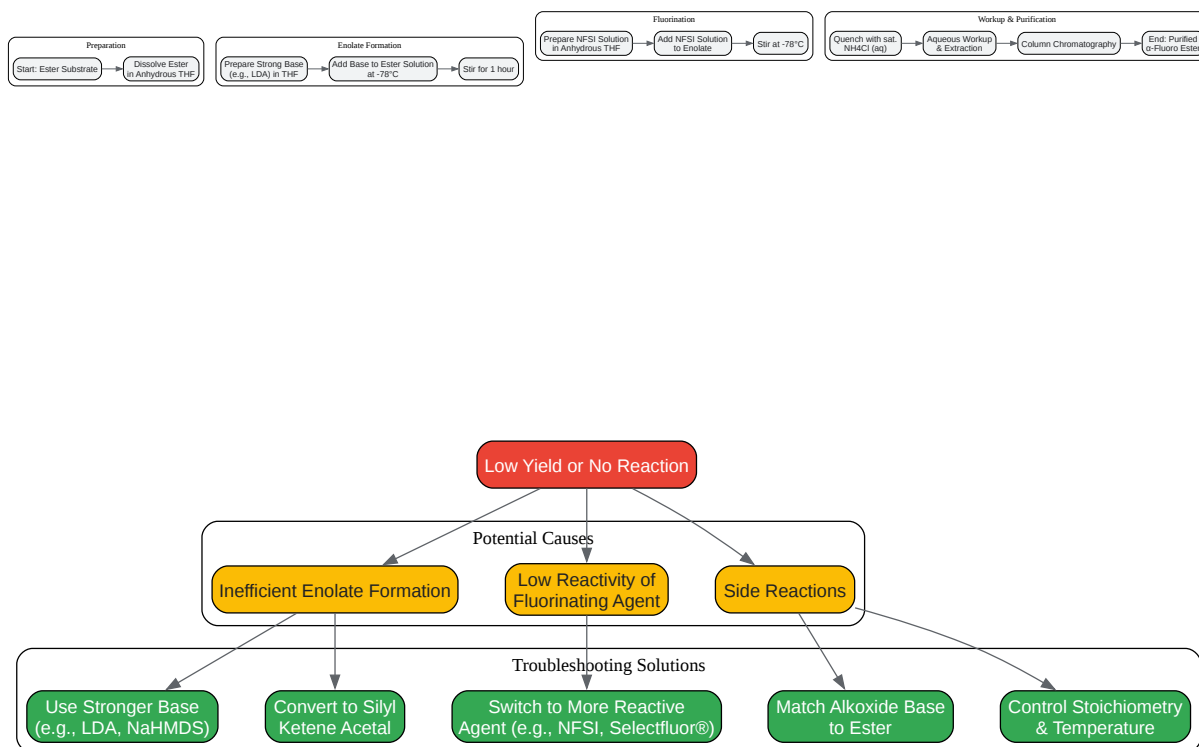 Preparation
Start: Ester Substrate
Dissolve Ester
in Anhydrous THF
Enolate Formation
Prepare Strong Base
(e.g., LDA) in THF
Add Base to Ester Solution
at -78°C
Stir for 1 hour
Fluorination
Prepare NFSI Solution
in Anhydrous THF
Add NFSI Solution
to Enolate
Stir at -78°C
Workup & Purification
Quench with sat.
NH4Cl (aq)
Aqueous Workup
& Extraction
Column Chromatography
End: Purified
α-Fluoro Ester
Low Yield or No Reaction
Potential Causes
Inefficient Enolate Formation
Low Reactivity of
Fluorinating Agent
Side Reactions
Troubleshooting Solutions
Use Stronger Base
(e.g., LDA, NaHMDS)
Convert to Silyl
Ketene Acetal
Switch to More Reactive
Agent (e.g., NFSI, Selectfluor®)
Match Alkoxide Base
to Ester
Control Stoichiometry
& Temperature